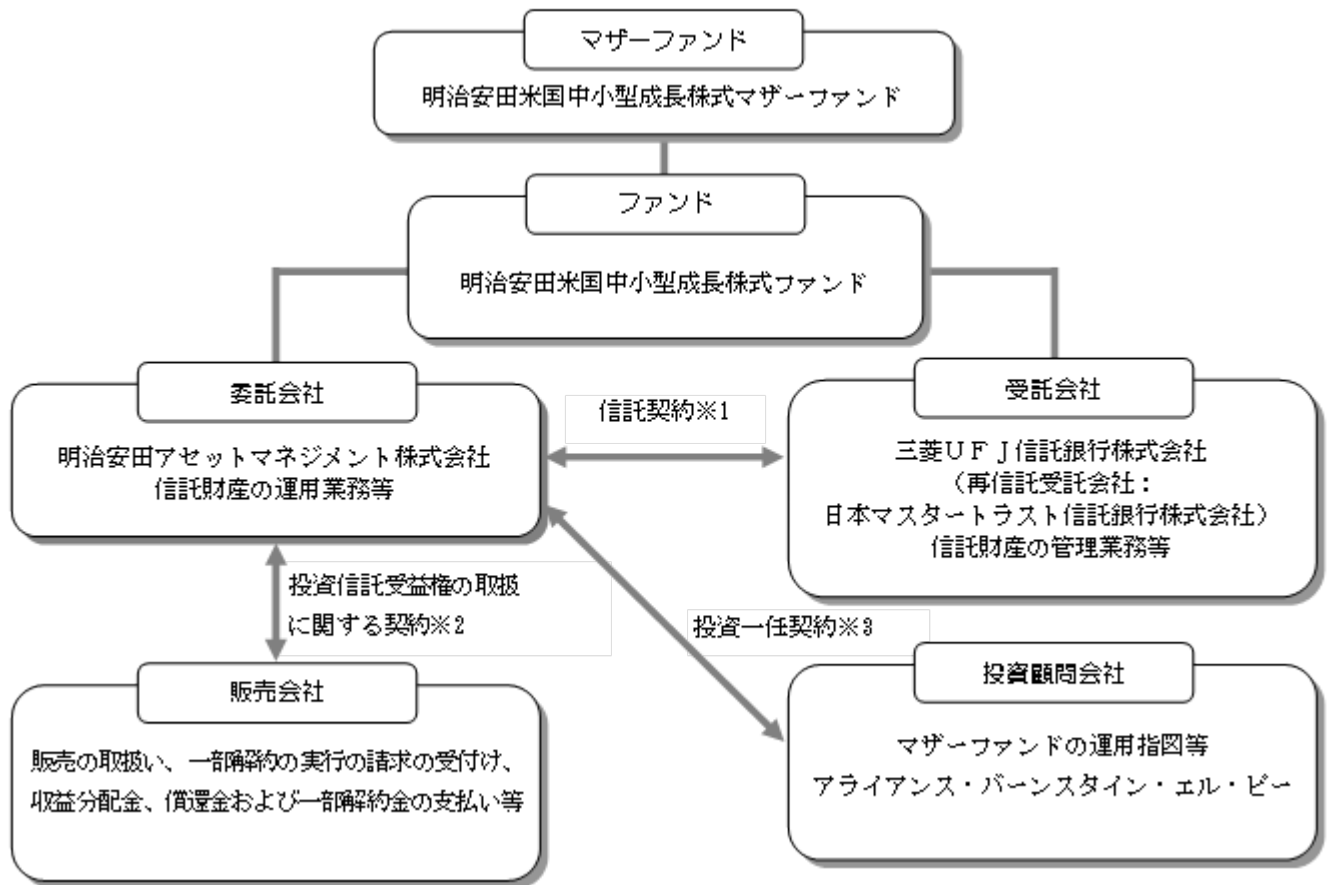 マザーファンド
明治安田米国中小型成長株式マザーファンド
ファンド
明治安田米国中小型成長株式ファンド
委託会社
明治安田アセットマネジメント株式会社
信託財産の運用業務等
信託契約※1
受託会社
三菱UFJ信託銀行株式会社
（再信託受託会社：
日本マスタートラスト信託銀行株式会社）
信託財産の管理業務等
投資信託受益権の取扱
に関する契約※2
投資一任契約※3
販売会社
販売の取扱い、一部解約の実行の請求の受付け、
収益分配金、償還金および一部解約金の支払い等
投資顧問会社
マザーファンドの運用指図等
アライアンス・バーンスタイン・エル・ピー